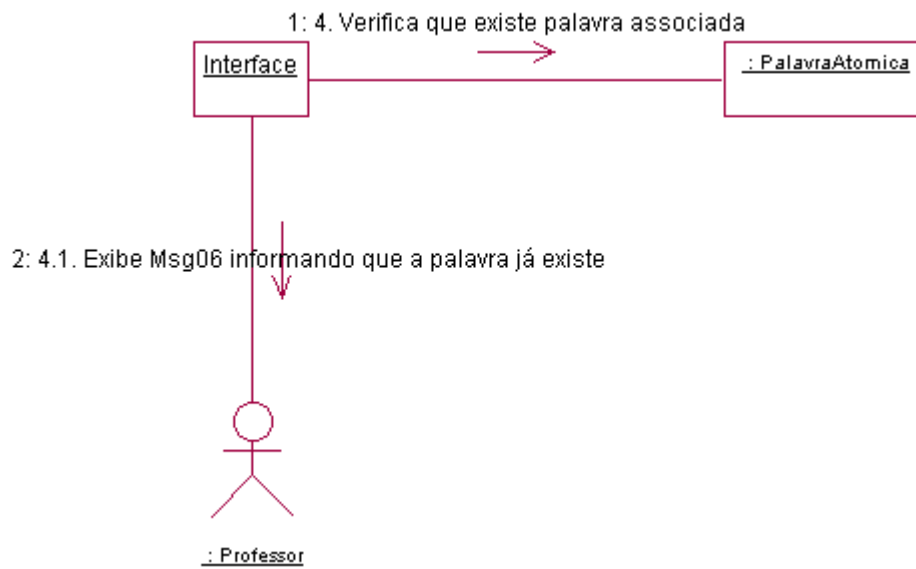 1: 4. Verifica que existe palavra associada
Interface
: PalavraAtomica
2: 4.1. Exibe Msg06 informando que a palavra já existe
: Professor